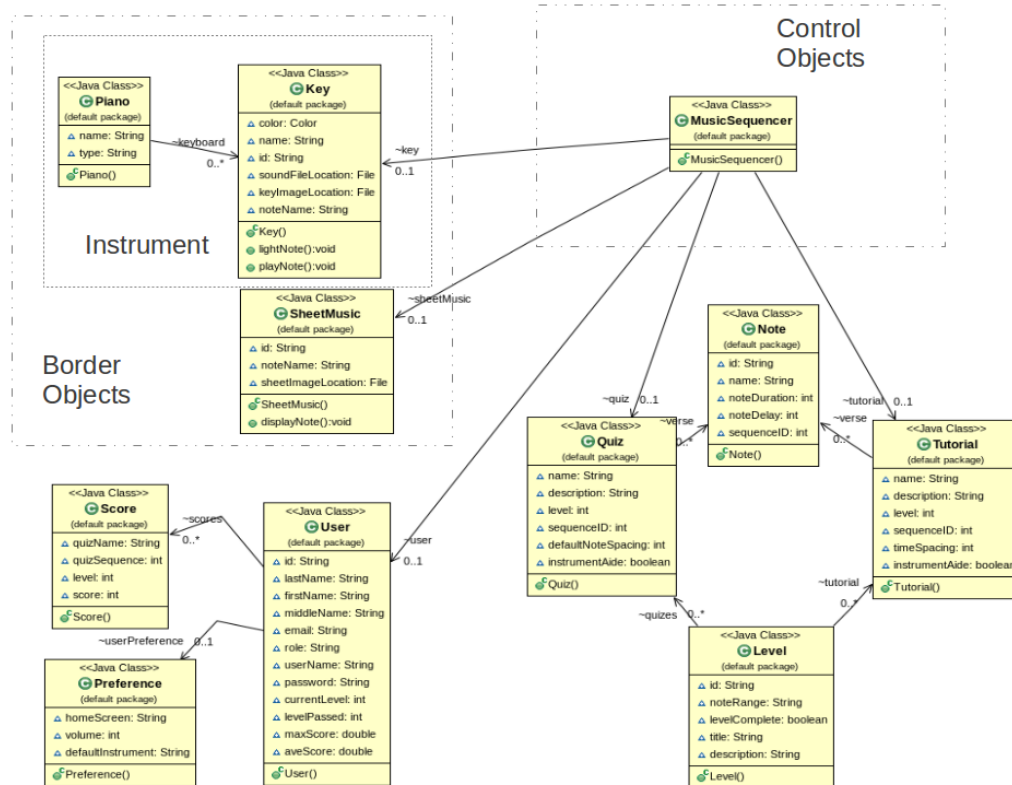 Control
Objects
<<Java Class>>
Piano
(default package)
name: String
type: String
Piano()
~keyboard
0..*
<<Java Class>>
Key
(default package)
color: Color
name: String
id: String
soundFileLocation: File
keyImageLocation: File
noteName: String
Key()
lightNote():void
playNote():void
~key
0..1
<<Java Class>>
MusicSequencer
(default package)
MusicSequencer()
Instrument
<<Java Class>>
SheetMusic
(default package)
id: String
noteName: String
sheetImageLocation: File
SheetMusic()
displayNote():void
~sheetMusic
0..1
Border
Objects
<<Java Class>>
Note
(default package)
id: String
name: String
noteDuration: int
noteDelay: int
sequenceID: int
Note()
~quiz
0..1
~verse
0..*
~tutorial
0..1
~verse
0..*
<<Java Class>>
Quiz
(default package)
name: String
description: String
level: int
sequenceID: int
defaultNoteSpacing: int
instrumentAide: boolean
Quiz()
<<Java Class>>
Tutorial
(default package)
name: String
description: String
level: int
sequenceID: int
timeSpacing: int
instrumentAide: boolean
Tutorial()
<<Java Class>>
Score
(default package)
quizName: String
quizSequence: int
level: int
score: int
Score()
~scores
0..*
<<Java Class>>
User
(default package)
id: String
lastName: String
firstName: String
middleName: String
email: String
role: String
userName: String
password: String
currentLevel: int
levelPassed: int
maxScore: double
aveScore: double
User()
~user
0..1
~userPreference
0..1
<<Java Class>>
Preference
(default package)
homeScreen: String
volume: int
defaultInstrument: String
Preference()
~quizes
0..*
~tutorial
0..*
<<Java Class>>
Level
(default package)
id: String
noteRange: String
levelComplete: boolean
title: String
description: String
Level()